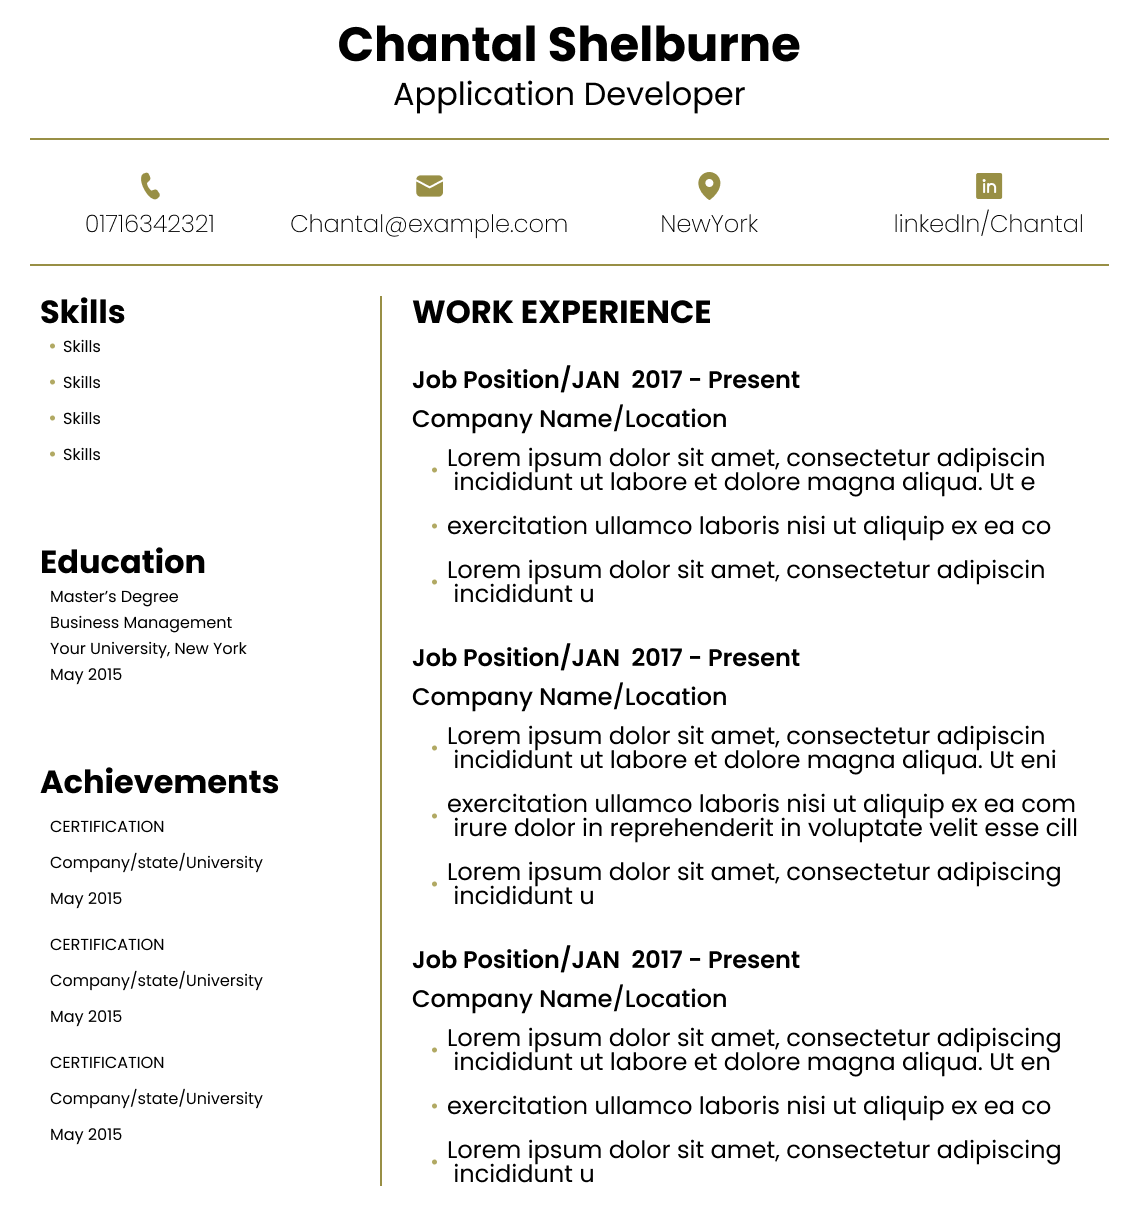 Chantal Shelburne
Application Developer
01716342321
Chantal@example.com
NewYork
linkedIn/Chantal
Skills
Skills
Skills
Skills
Skills
Education
Master’s Degree
Business Management
Your University, New York
May 2015
Achievements
CERTIFICATION
Company/state/University
May 2015
CERTIFICATION
Company/state/University
May 2015
CERTIFICATION
Company/state/University
May 2015
WORK EXPERIENCE
Job Position/JAN 2017 - Present
Company Name/Location
Lorem ipsum dolor sit amet, consectetur adipiscin
incididunt ut labore et dolore magna aliqua. Ut e
exercitation ullamco laboris nisi ut aliquip ex ea co
Lorem ipsum dolor sit amet, consectetur adipiscin
incididunt u
Job Position/JAN 2017 - Present
Company Name/Location
Lorem ipsum dolor sit amet, consectetur adipiscin
incididunt ut labore et dolore magna aliqua. Ut eni
exercitation ullamco laboris nisi ut aliquip ex ea com
irure dolor in reprehenderit in voluptate velit esse cill
Lorem ipsum dolor sit amet, consectetur adipiscing
incididunt u
Job Position/JAN 2017 - Present
Company Name/Location
Lorem ipsum dolor sit amet, consectetur adipiscing
incididunt ut labore et dolore magna aliqua. Ut en
exercitation ullamco laboris nisi ut aliquip ex ea co
Lorem ipsum dolor sit amet, consectetur adipiscing
incididunt u